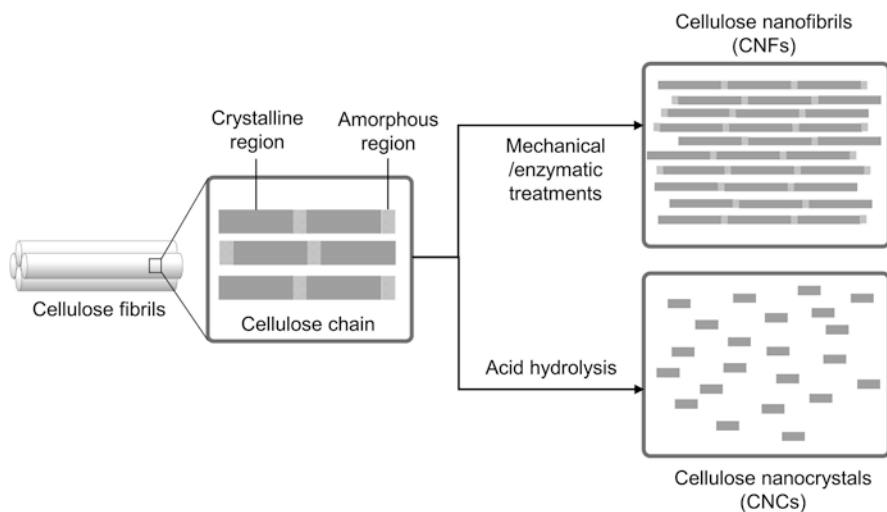 Cellulose nanofibrils
(CNFs)
Crystalline
region
Amorphous
region
Mechanical
/enzymatic
treatments
Cellulose fibrils
Cellulose chain
Acid hydrolysis
Cellulose nanocrystals
(CNCs)